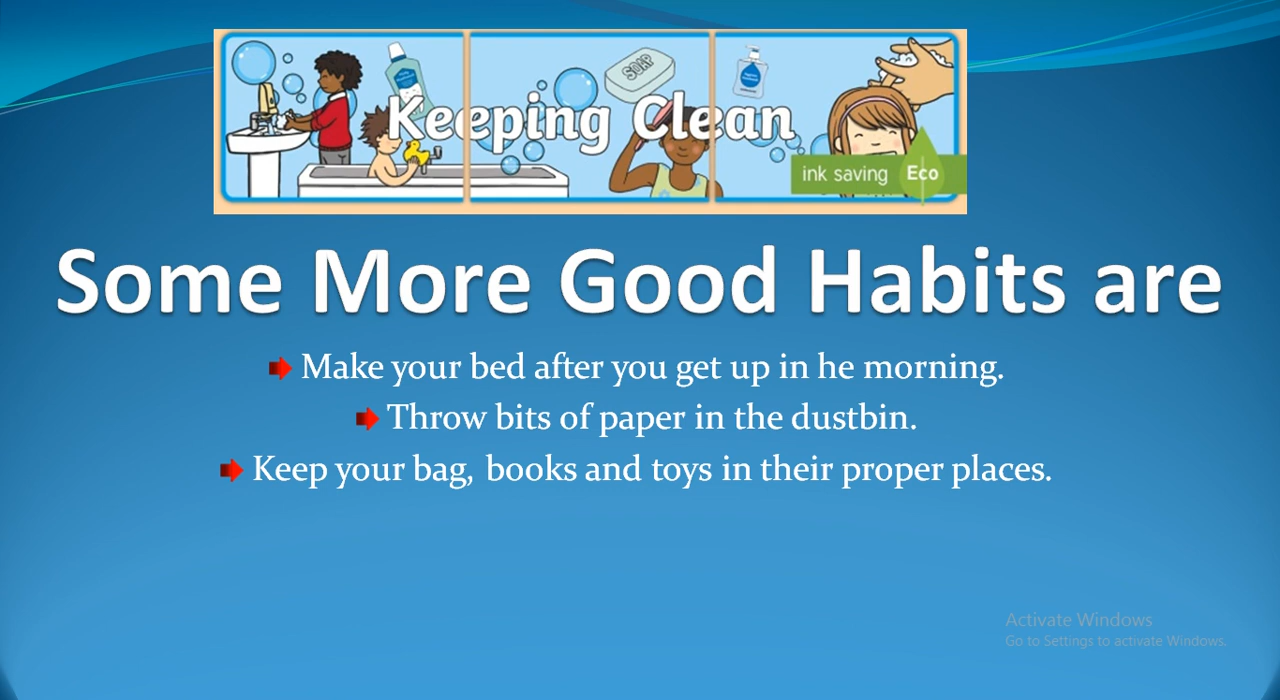 Keeping Clean
SOAP
ink saving Eco
Some More Good Habits are
Make your bed after you get up in he morning.
Throw bits of paper in the dustbin.
Keep your bag, books and toys in their proper places.
Activate Windows
Go to Settings to activate Windows.